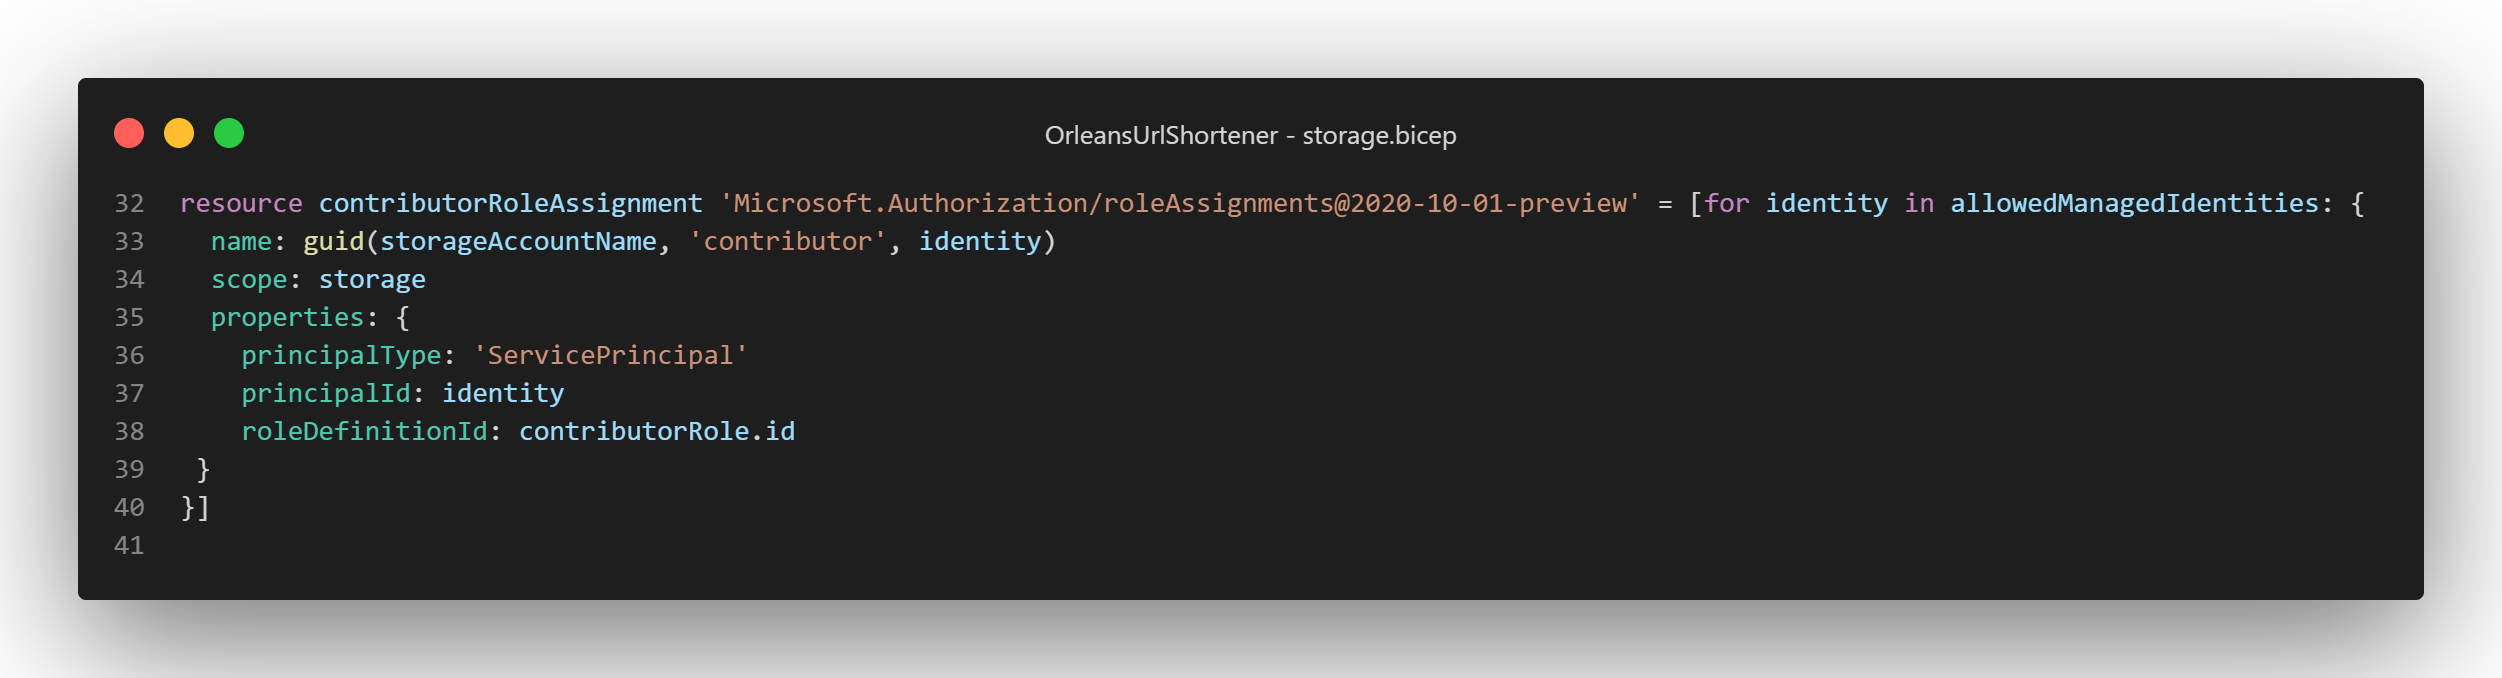 OrleansUrlShortener - storage.bicep
32 resource contributorRoleAssignment 'Microsoft.Authorization/roleAssignments@2020-10-01-preview' = [for identity in allowedManagedIdentities: {
33   name: guid(storageAccountName, 'contributor', identity)
34   scope: storage
35   properties: {
36     principalType: 'ServicePrincipal'
37     principalId: identity
38     roleDefinitionId: contributorRole.id
39  }
40 }]
41